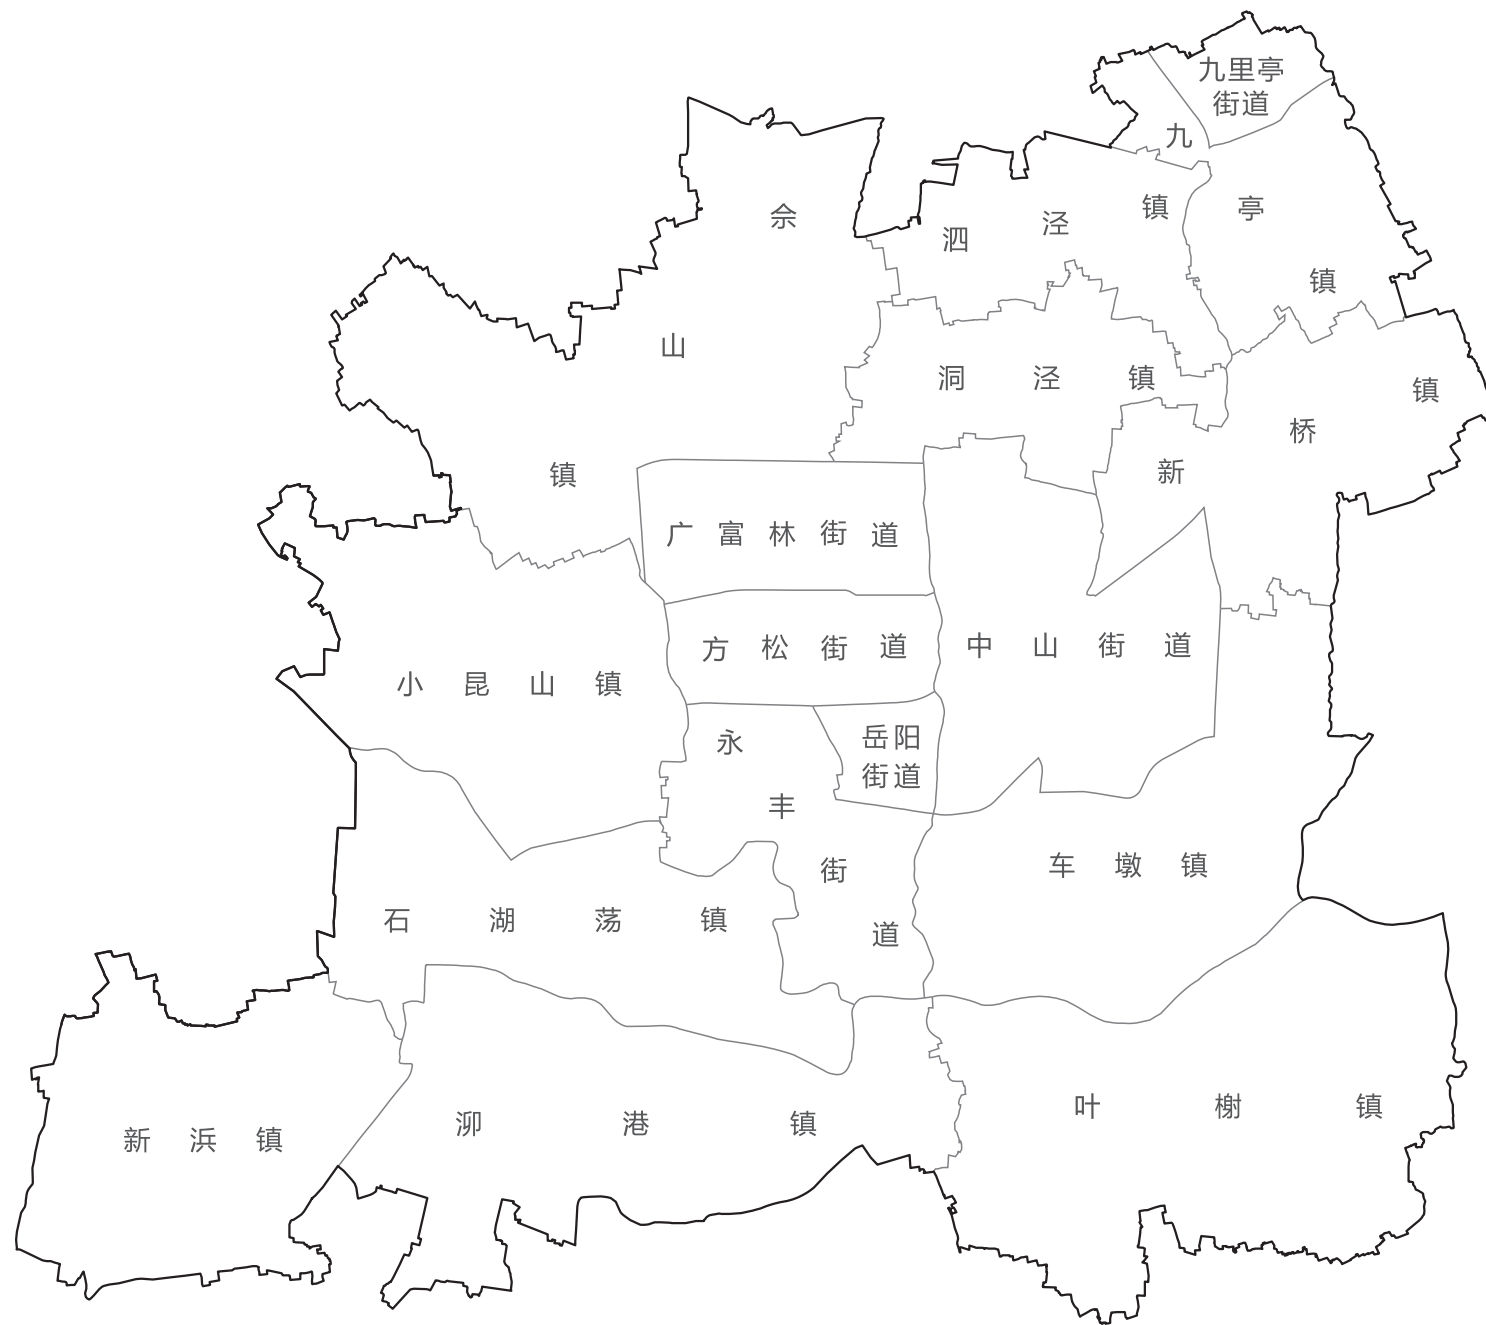 九里亭
街道
九亭镇
佘山镇
泗泾镇
洞泾镇
新桥镇
广富林街道
方松街道
中山街道
小昆山镇
永丰街道
岳阳
街道
车墩镇
石湖荡镇
新浜镇
泖港镇
叶榭镇